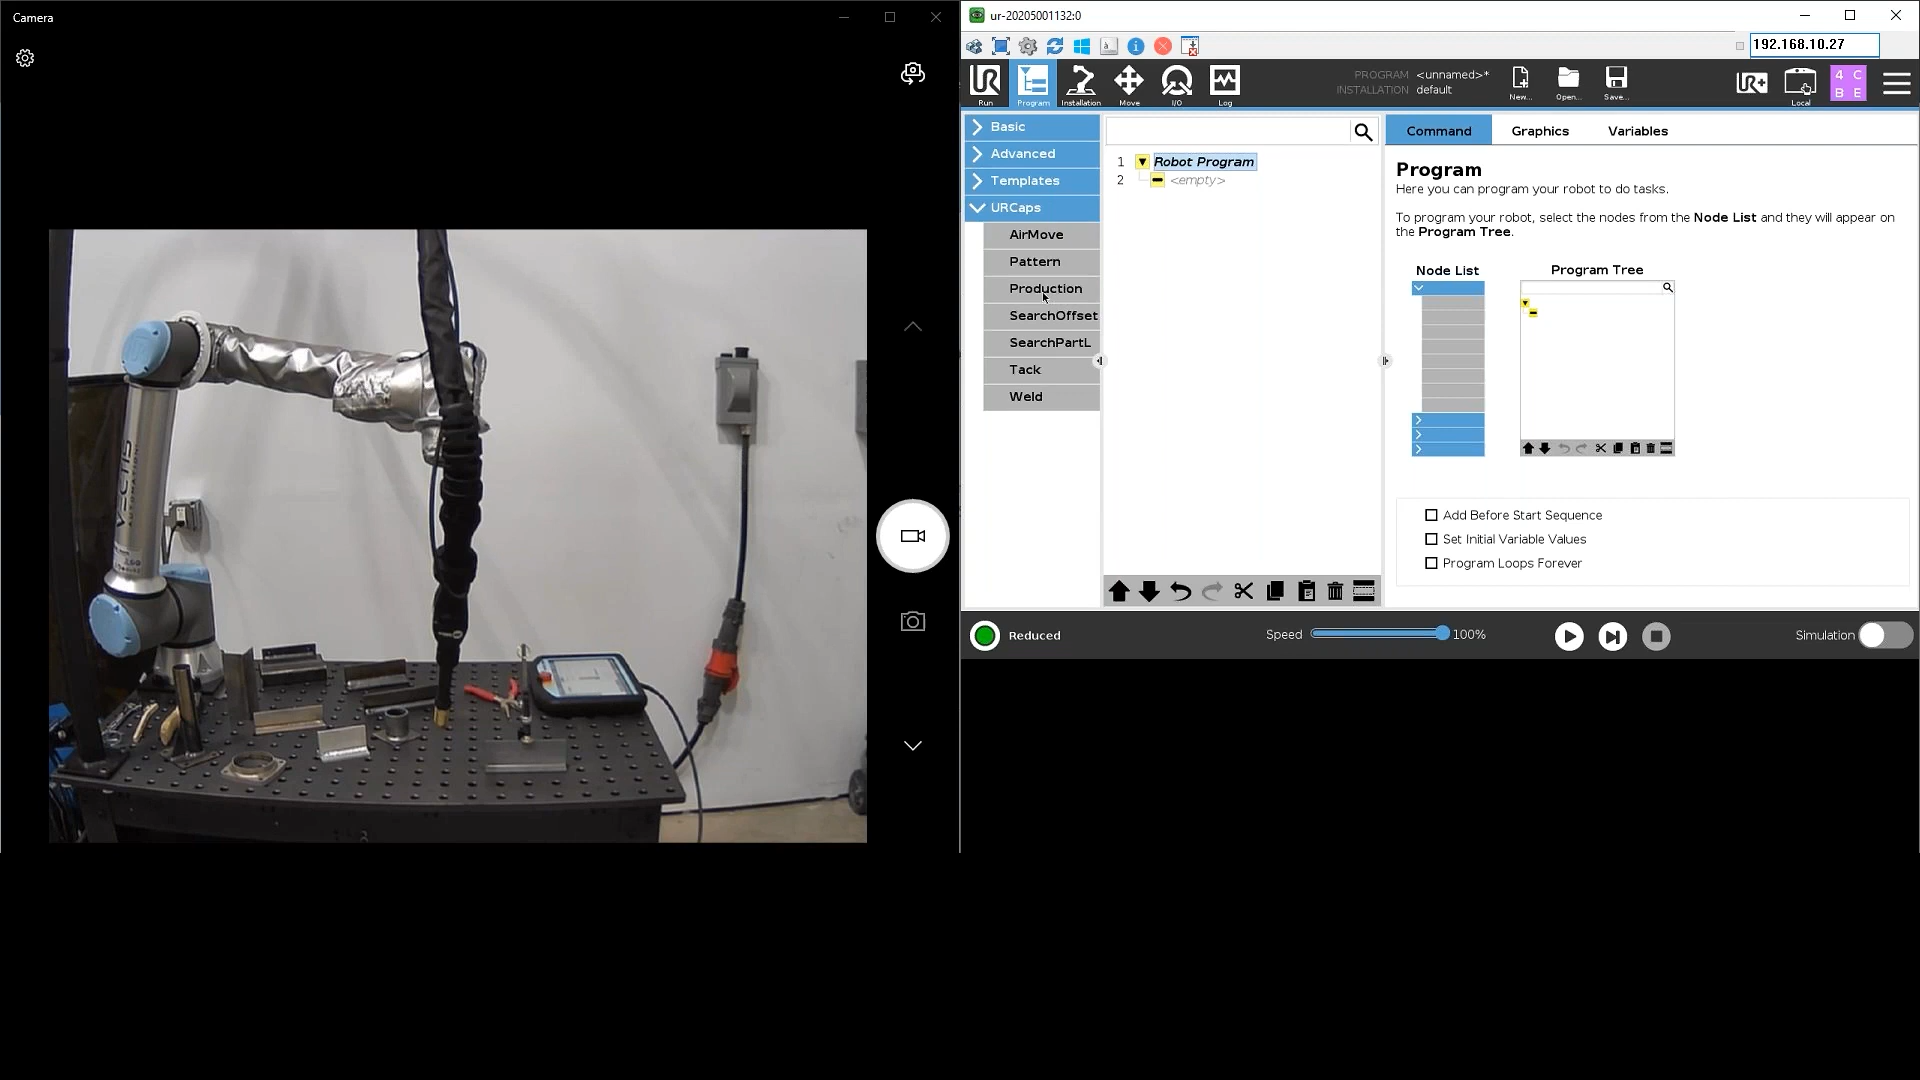 Camera
ur-20205001132:0
192.168.10.27
Run
Program
Installation
Move
I/O
Log
PROGRAM <unnamed>*
INSTALLATION default
New...
Open...
Save...
UR+
Local
4 C
B E
Basic
Advanced
Templates
URCaps
AirMove
Pattern
Production
SearchOffset
SearchPartL
Tack
Weld
1 Robot Program
2 <empty>
Command
Graphics
Variables
Program
Here you can program your robot to do tasks.
To program your robot, select the nodes from the Node List and they will appear on
the Program Tree.
Node List
Program Tree
Add Before Start Sequence
Set Initial Variable Values
Program Loops Forever
Reduced
Speed
100%
Simulation